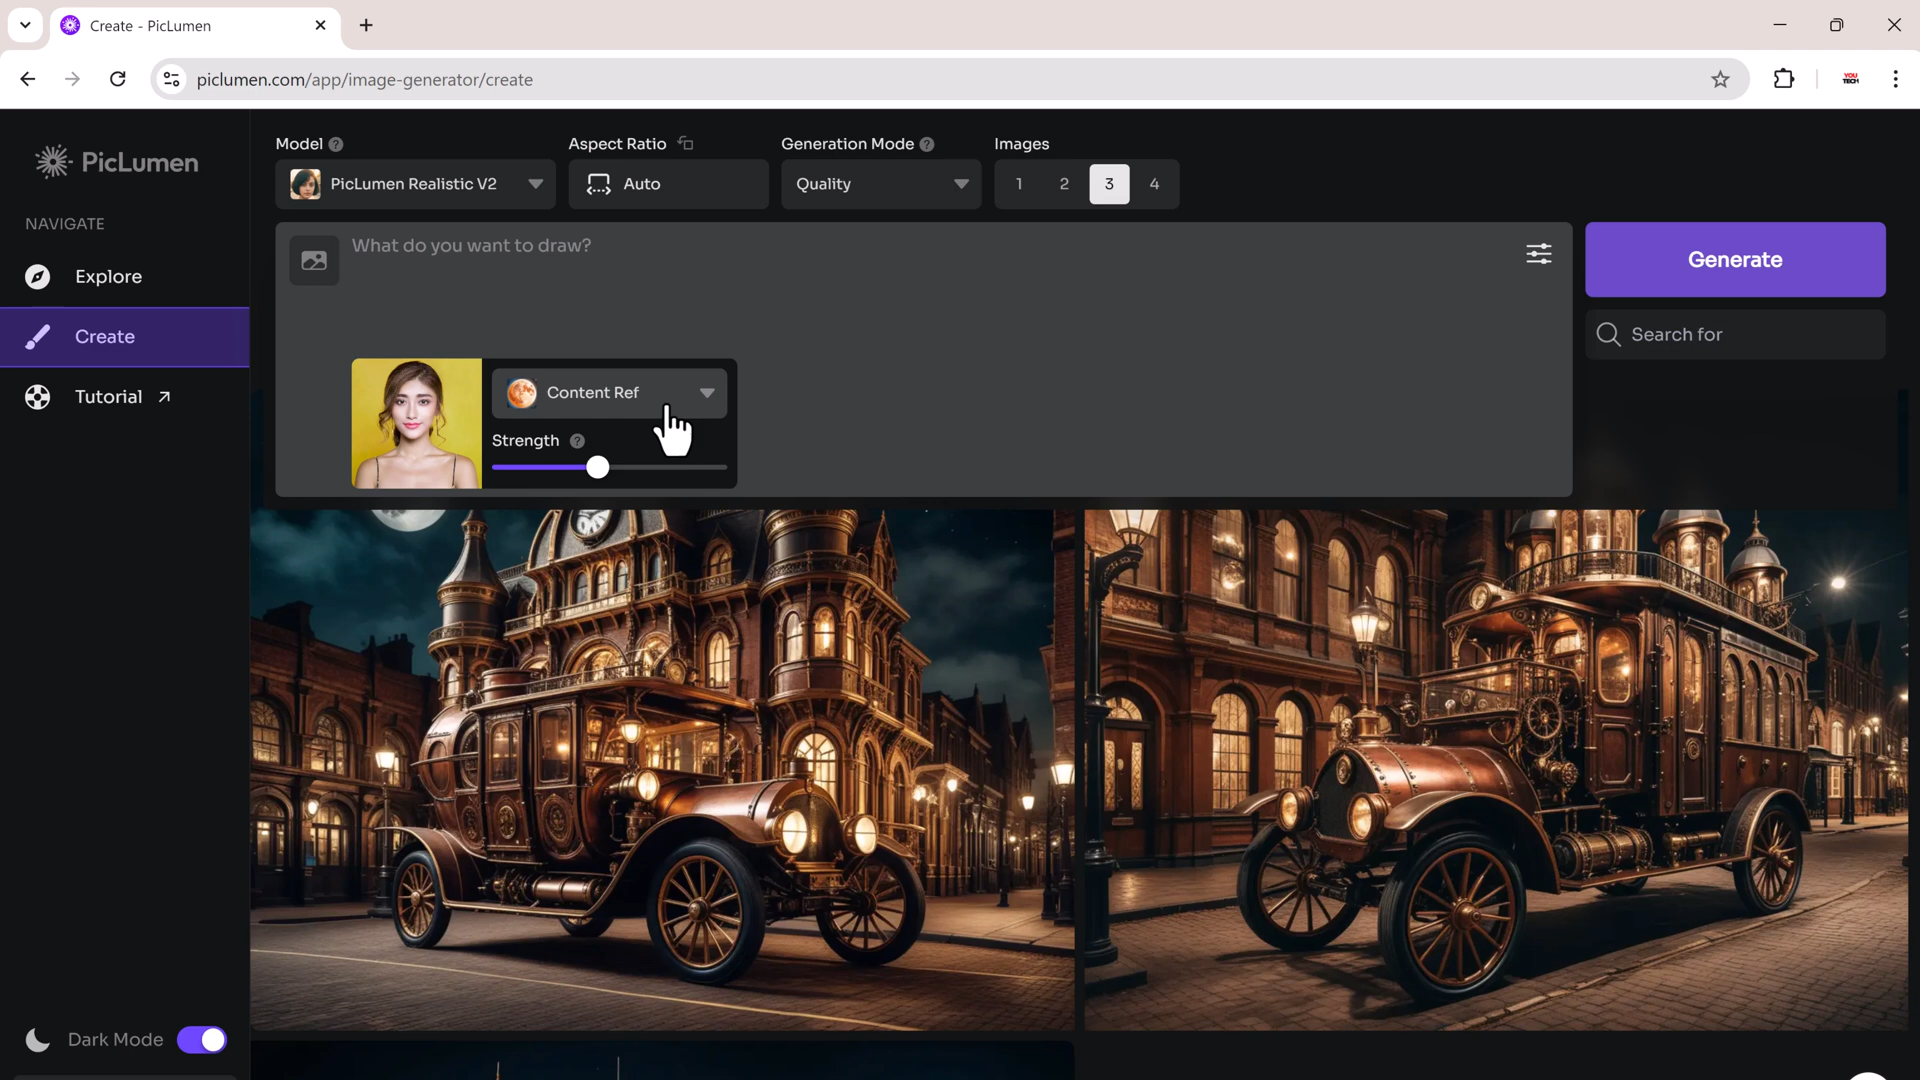 Create - PicLumen
piclumen.com/app/image-generator/create
YOU
TECH
PicLumen
NAVIGATE
Explore
Create
Tutorial
Dark Mode
Model ?
Aspect Ratio
Generation Mode ?
Images
PicLumen Realistic V2
Auto
Quality
1 2 3 4
What do you want to draw?
Generate
Search for
Content Ref
Strength ?